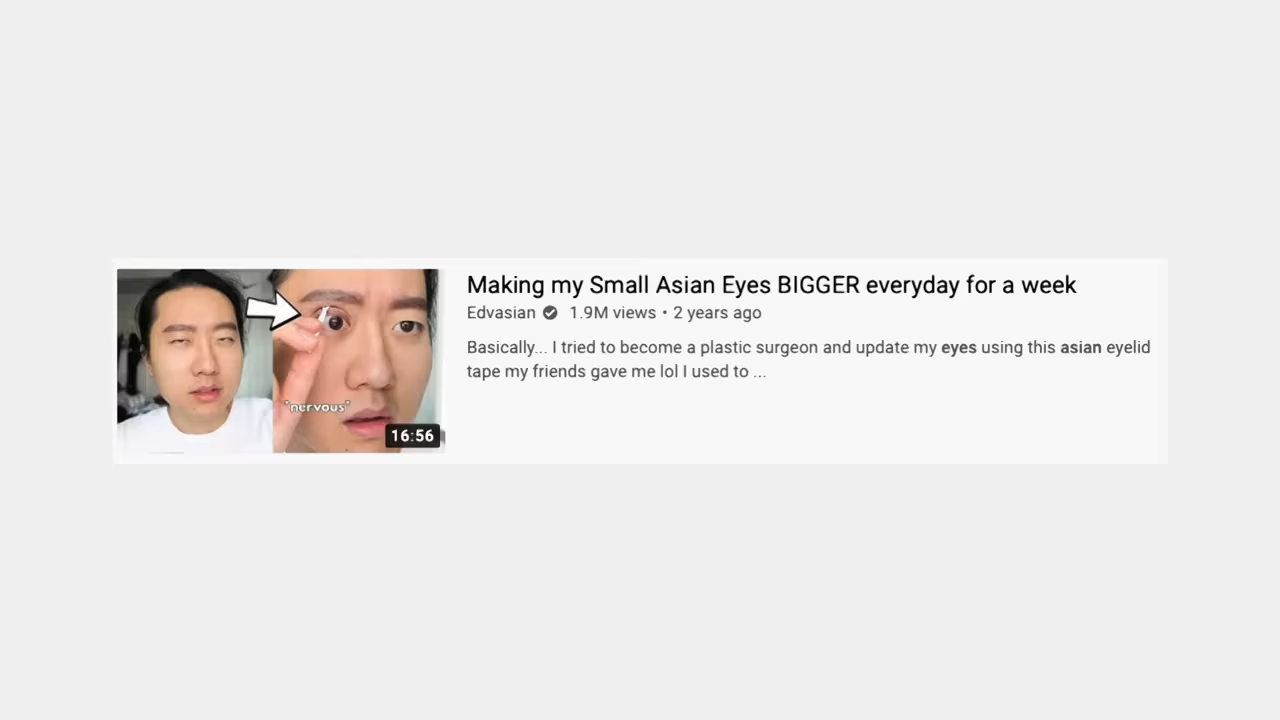 Making my Small Asian Eyes BIGGER everyday for a week
Edvasian 1.9M views • 2 years ago
Basically... I tried to become a plastic surgeon and update my eyes using this asian eyelid
tape my friends gave me lol I used to ...
*nervous*
16:56